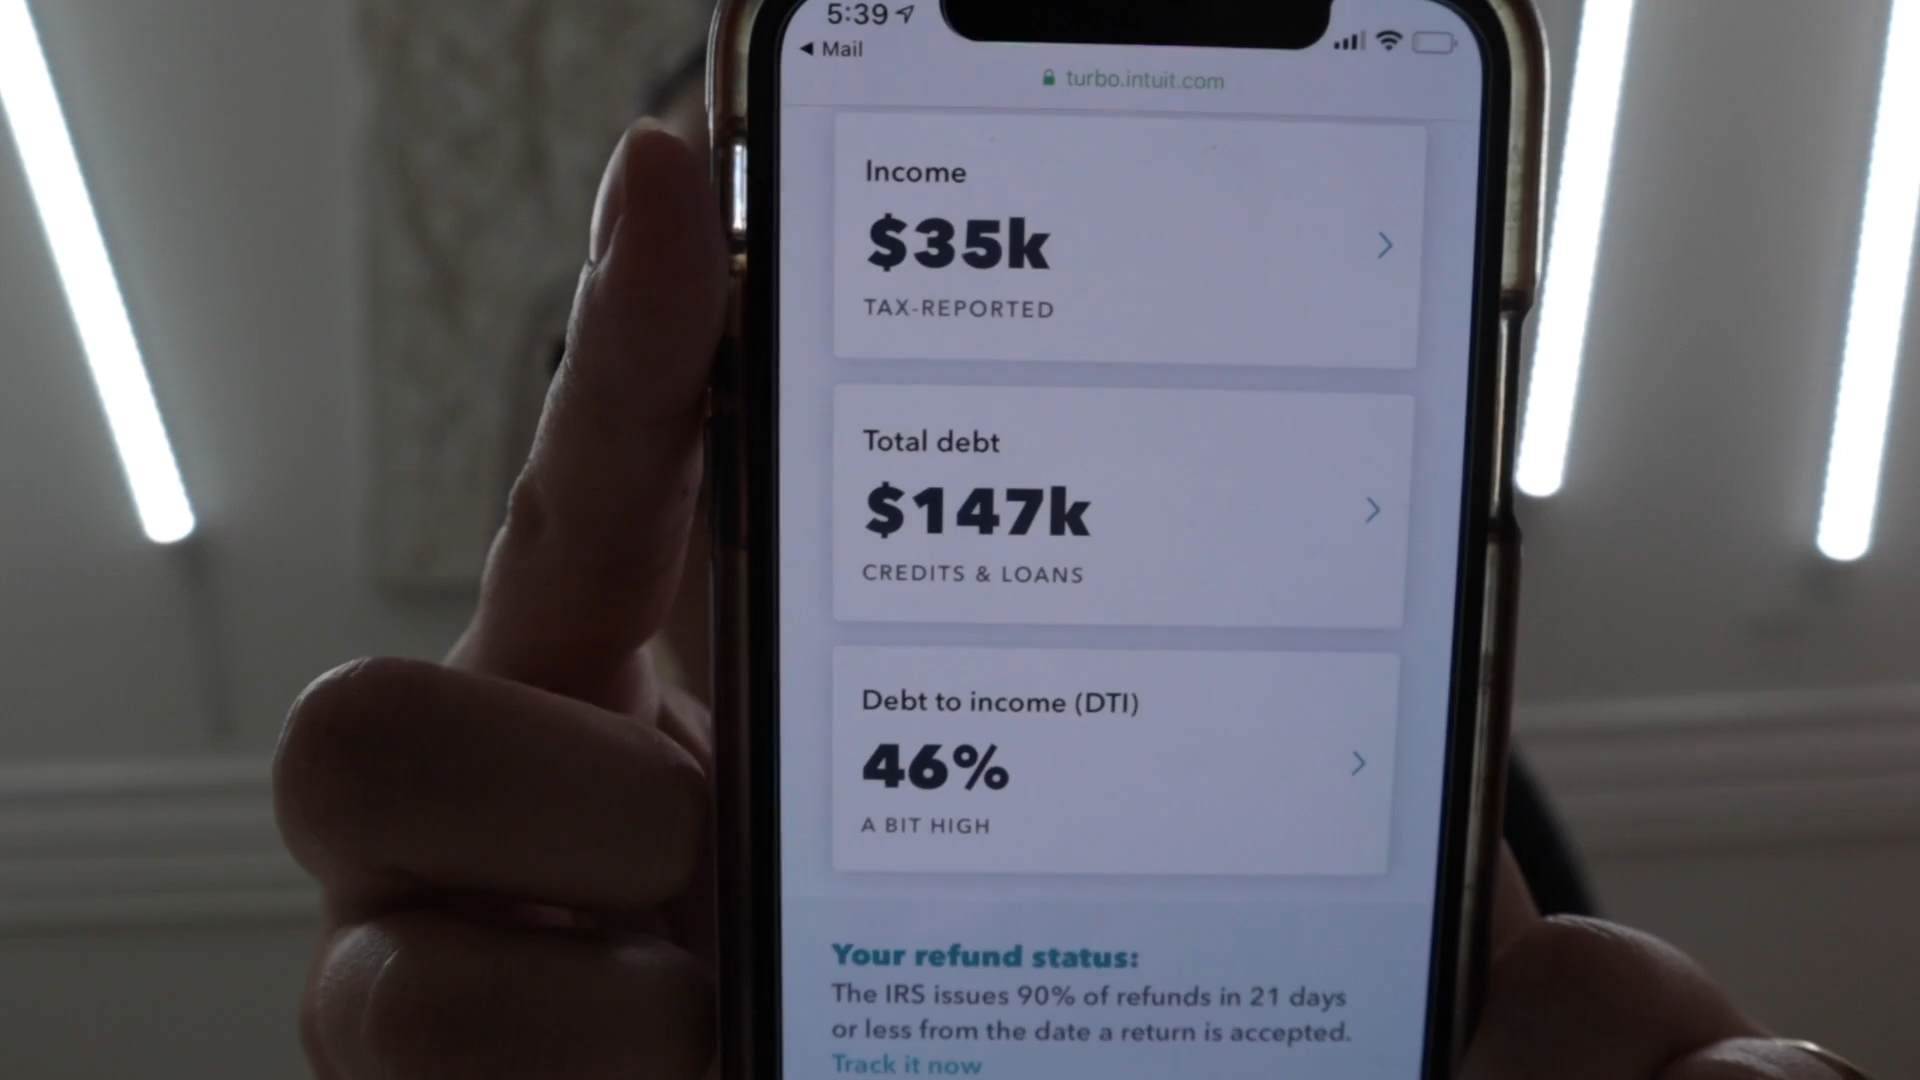 5:39
◀ Mail
turbo.intuit.com
Income
$35k
TAX-REPORTED
Total debt
$147k
CREDITS & LOANS
Debt to income (DTI)
46%
A BIT HIGH
Your refund status:
The IRS issues 90% of refunds in 21 days
or less from the date a return is accepted.
Track it now